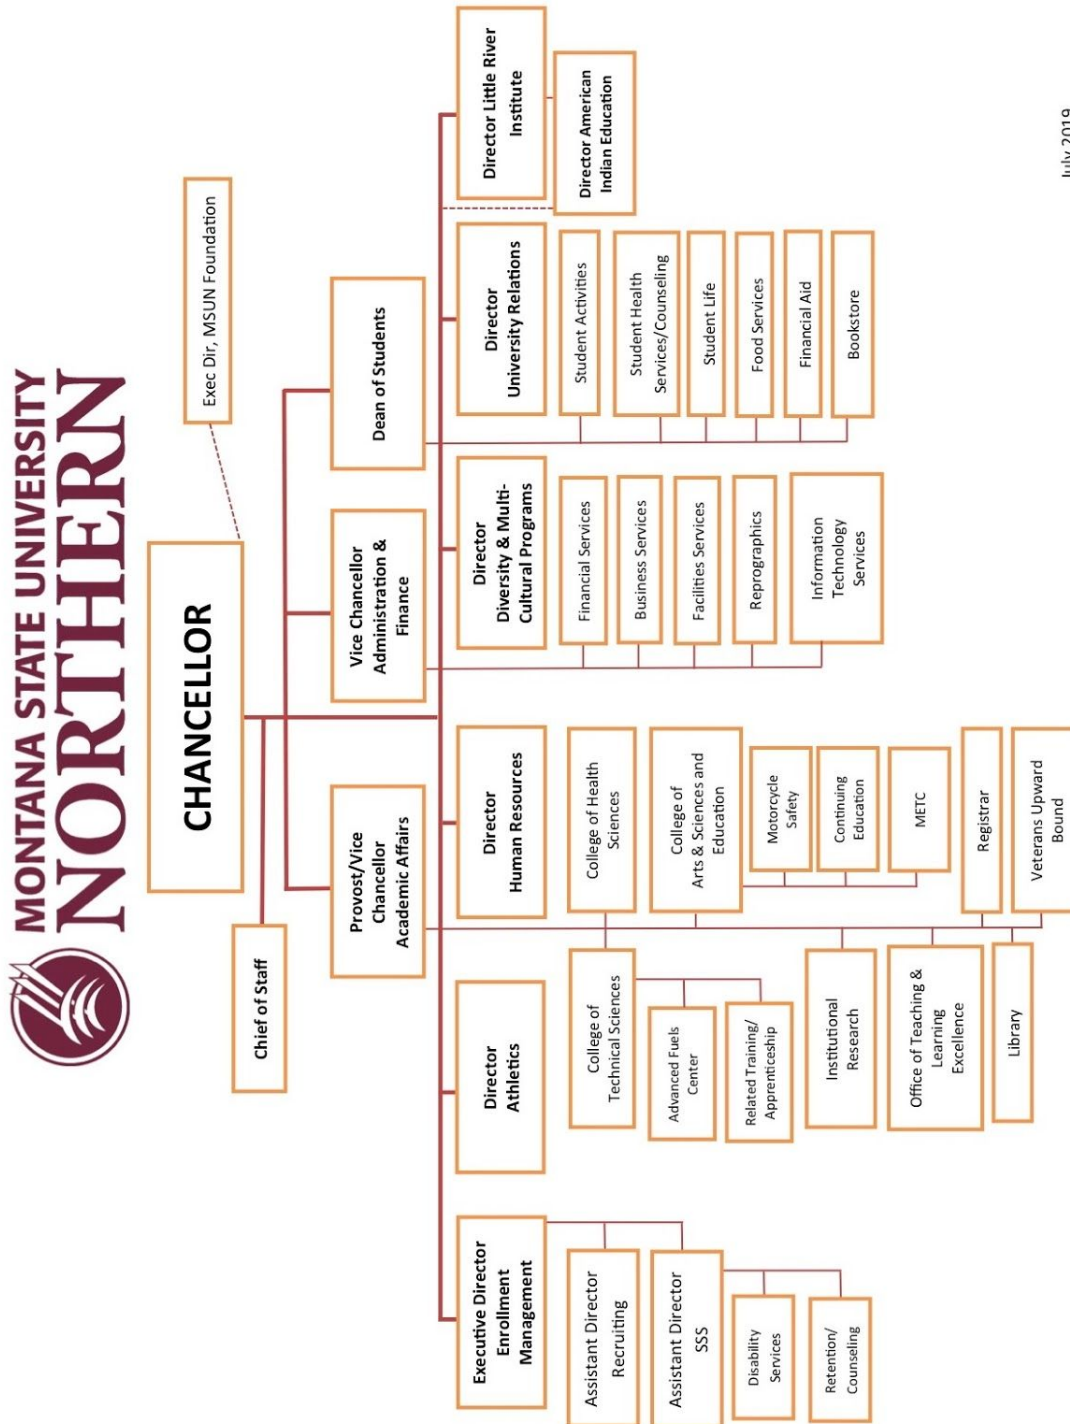 MONTANA STATE UNIVERSITY
NORTHERN
CHANCELLOR
Exec Dir, MSUN Foundation
Chief of Staff
Provost/Vice
Chancellor
Academic Affairs
Vice Chancellor
Administration &
Finance
Dean of Students
Executive Director
Enrollment
Management
Director
Athletics
Director
Human Resources
Director
Diversity & Multi-
Cultural Programs
Director
University Relations
Director Little River
Institute
Assistant Director
Recruiting
Assistant Director
SSS
Disability
Services
Retention/
Counseling
College of
Technical Sciences
Advanced Fuels
Center
Related Training/
Apprenticeship
Institutional
Research
Office of Teaching &
Learning
Excellence
Library
College of Health
Sciences
College of
Arts & Sciences and
Education
Motorcycle
Safety
Continuing
Education
METC
Registrar
Veterans Upward
Bound
Financial Services
Business Services
Facilities Services
Reprographics
Information
Technology
Services
Student Activities
Student Health
Services/Counseling
Student Life
Food Services
Financial Aid
Bookstore
Director American
Indian Education
July 2019